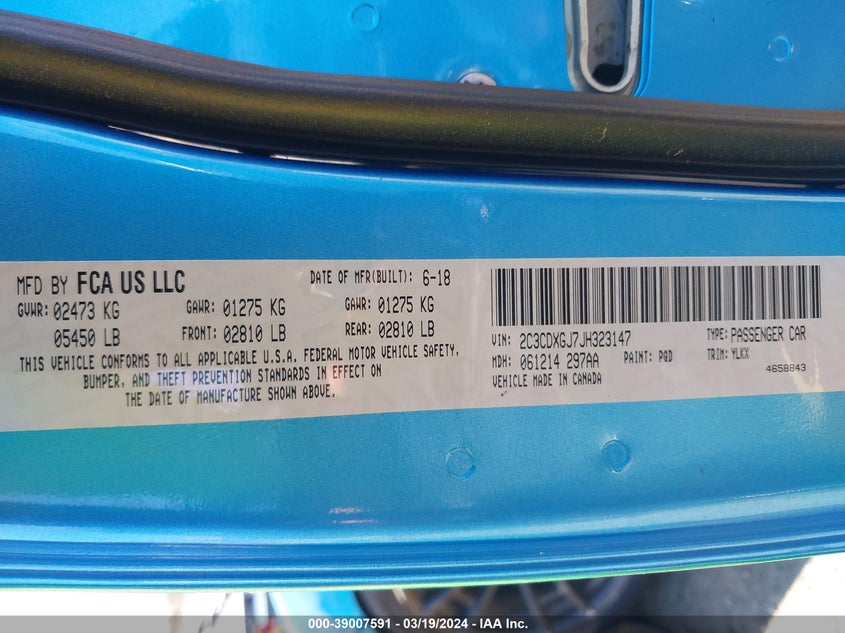 MFD BY FCA US LLC DATE OF MFR(BUILT): 6-18
GVWR: 02473 KG GAWR: 01275 KG GAWR: 01275 KG
05450 LB FRONT: 02810 LB REAR: 02810 LB
THIS VEHICLE CONFORMS TO ALL APPLICABLE U.S.A. FEDERAL MOTOR VEHICLE SAFETY,
BUMPER, AND THEFT PREVENTION STANDARDS IN EFFECT ON
THE DATE OF MANUFACTURE SHOWN ABOVE.
VIN: 2C3CDXGJ7JH323147 TYPE: PASSENGER CAR
MDH: 061214 297AA PAINT: PQD TRIM: YLKX
VEHICLE MADE IN CANADA 4658843
000-39007591 - 03/19/2024 - IAA Inc.